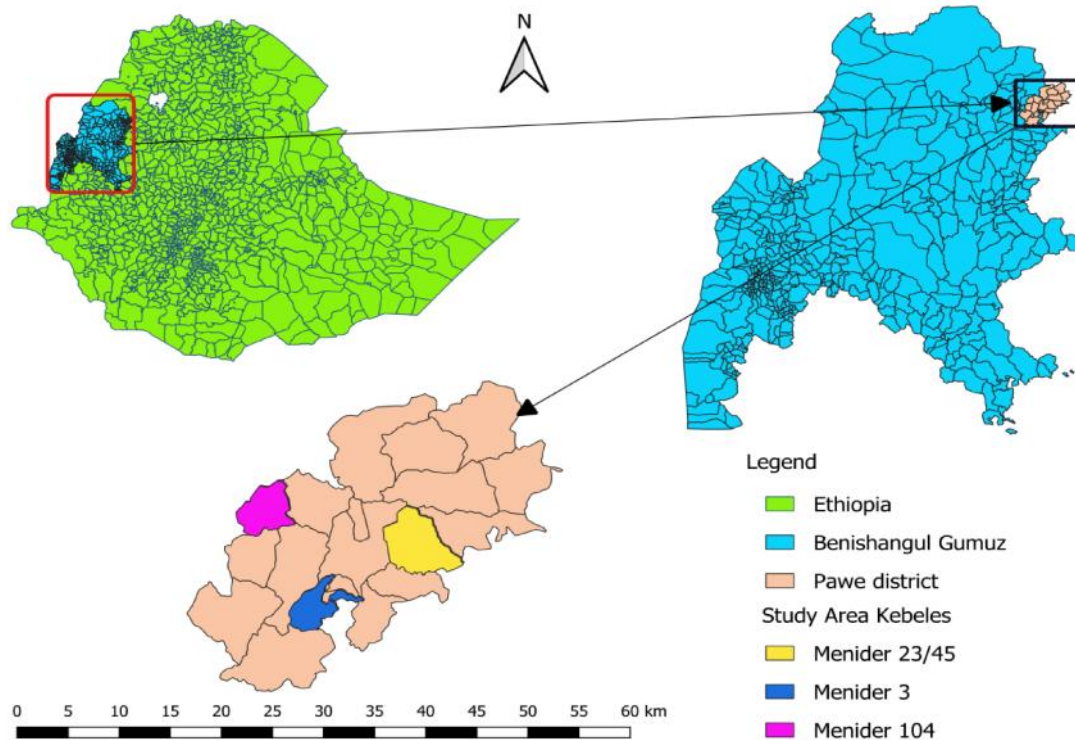 N
Legend
Ethiopia
Benishangul Gumuz
Pawe district
Study Area Kebeles
Menider 23/45
Menider 3
Menider 104
0 5 10 15 20 25 30 35 40 45 50 55 60 km